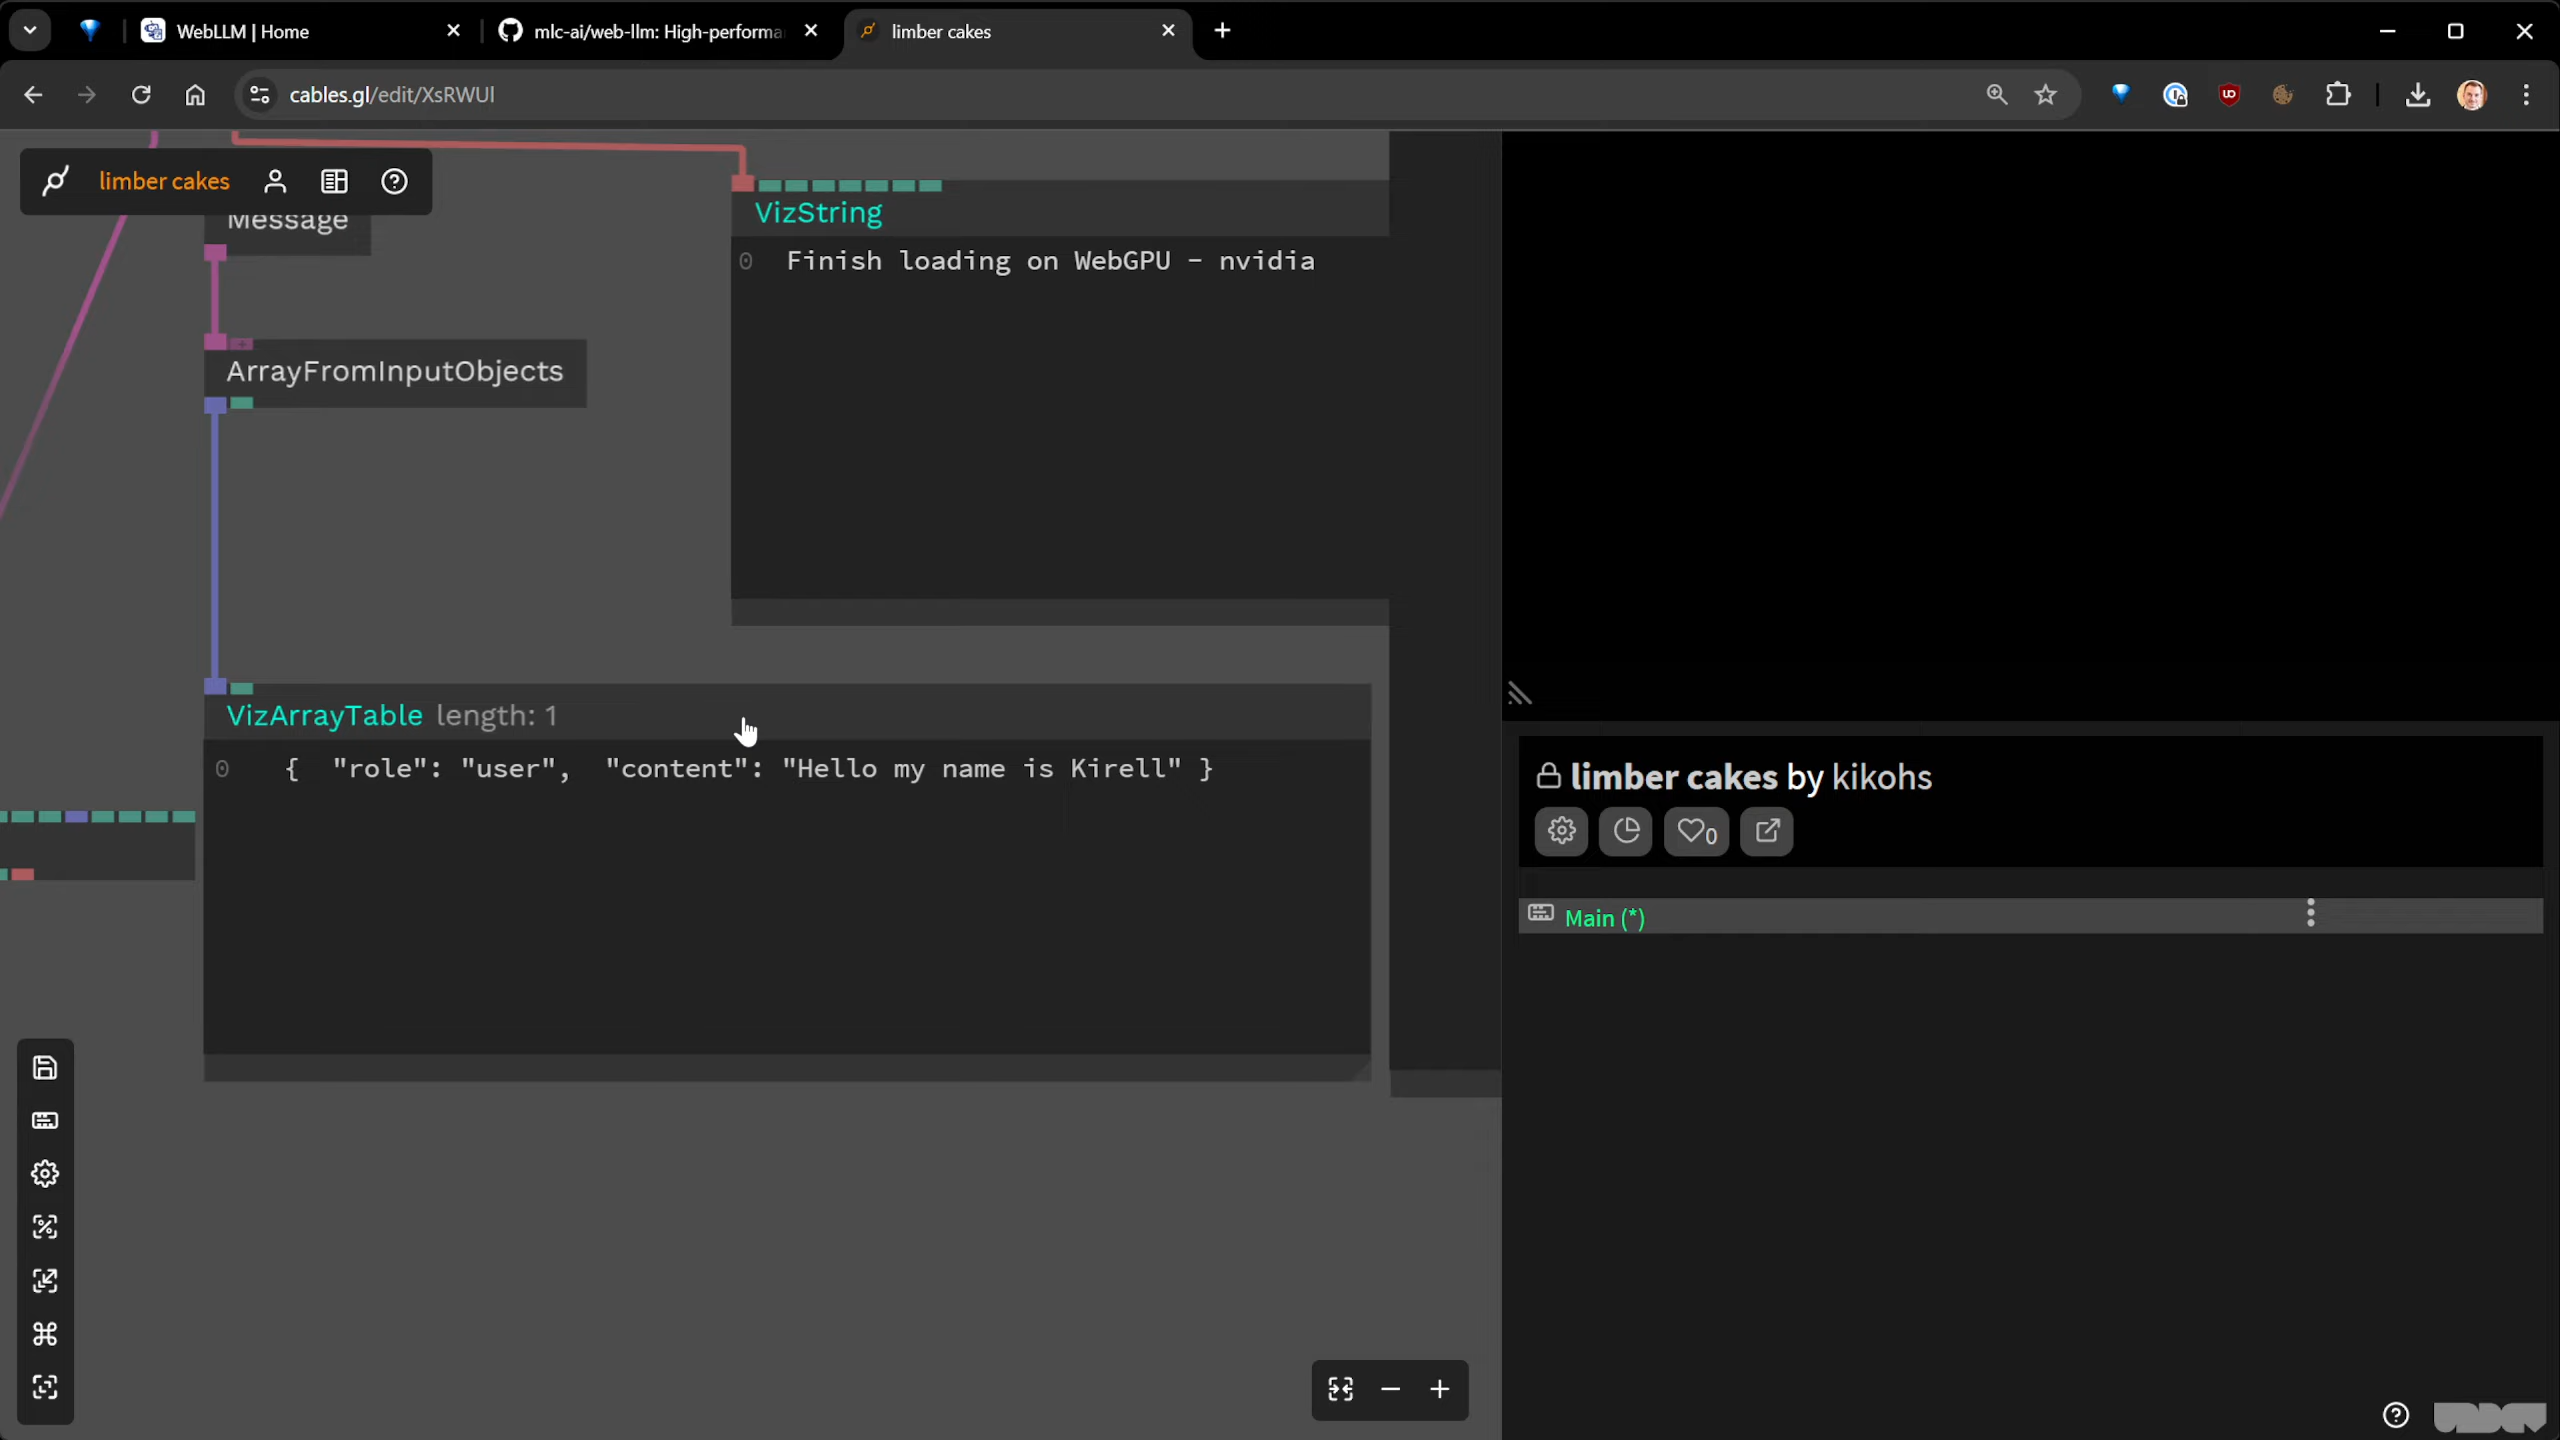 WebLLM | Home
mlc-ai/web-llm: High-performa
limber cakes
cables.gl/edit/XsRWUl
limber cakes
Message
VizString
0 Finish loading on WebGPU - nvidia
ArrayFromInputObjects
VizArrayTable length: 1
0 { "role": "user", "content": "Hello my name is Kirell" }
0
limber cakes by kikohs
0
Main (*)